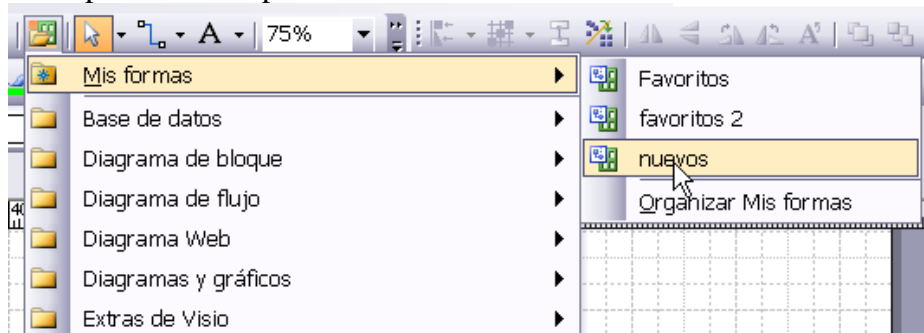 A 75%
Mis formas
Base de datos
Diagrama de bloque
Diagrama de flujo
Diagrama Web
Diagramas y gráficos
Extras de Visio
Favoritos
favoritos 2
nuevos
Organizar Mis formas